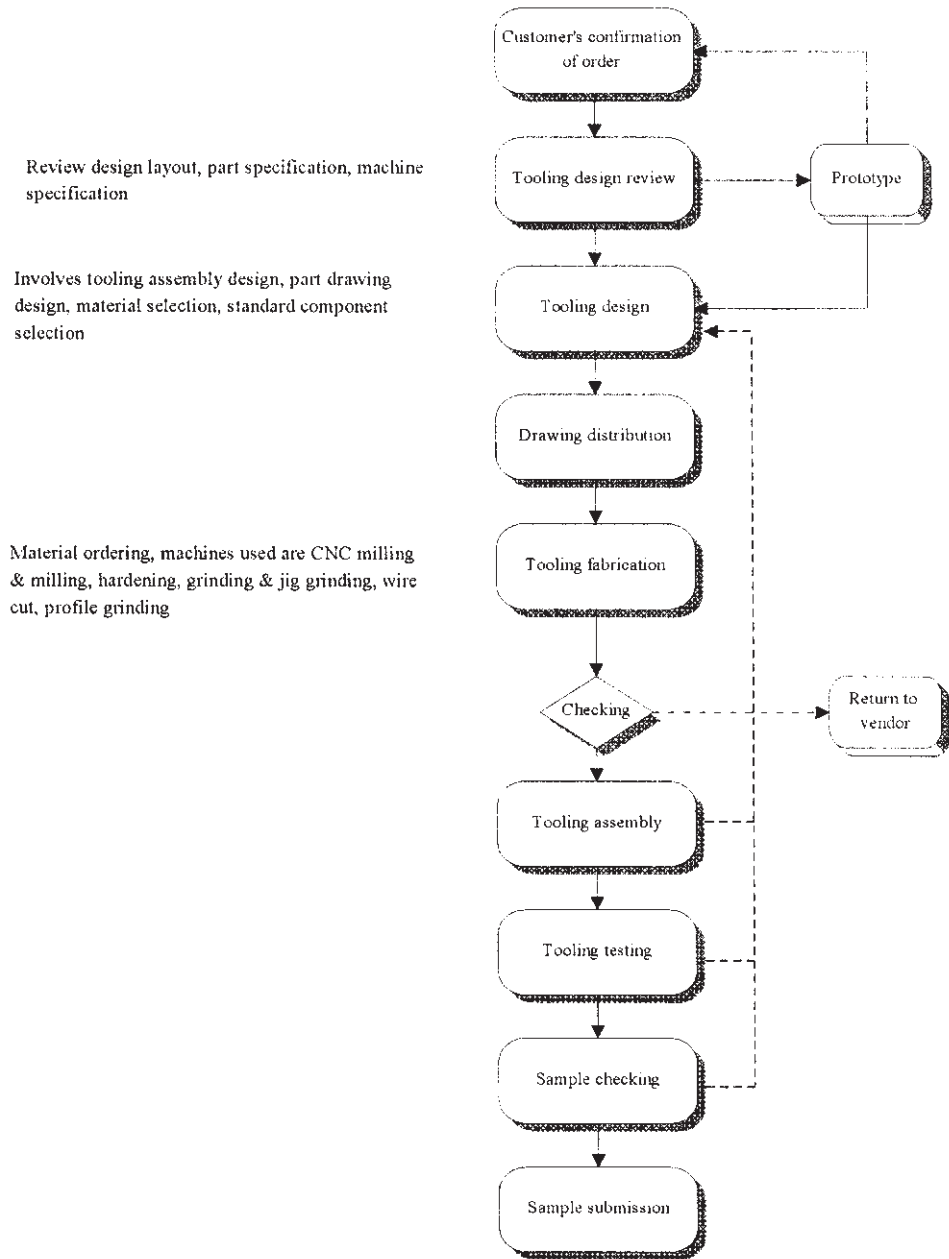 Customer's confirmation
of order
Review design layout, part specification, machine
specification
Tooling design review
Prototype
Involves tooling assembly design, part drawing
design, material selection, standard component
selection
Tooling design
Drawing distribution
Material ordering, machines used are CNC milling
& milling, hardening, grinding & jig grinding, wire
cut, profile grinding
Tooling fabrication
Checking
Return to
vendor
Tooling assembly
Tooling testing
Sample checking
Sample submission